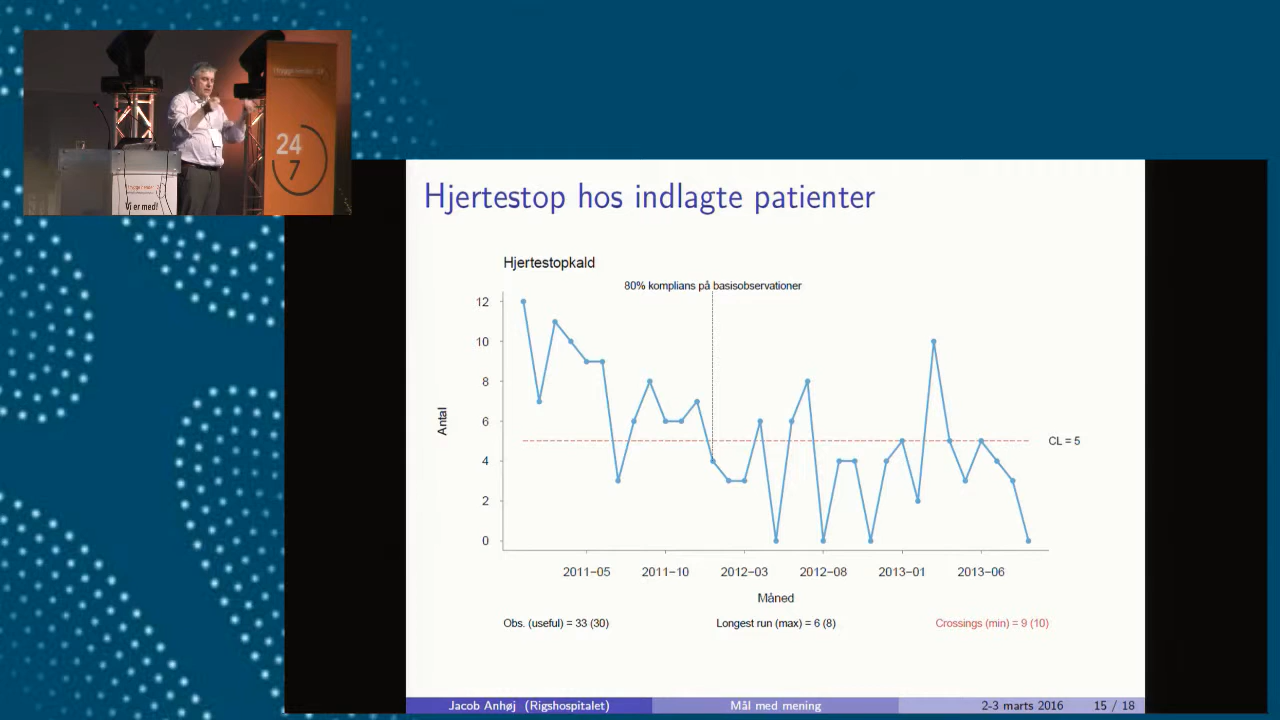 24
7
Vi er med!
Hjertestop hos indlagte patienter
Hjertestopkald
80% komplians på basisobservationer
12
10
8
6
4
2
0
Antal
CL = 5
2011−05
2011−10
2012−03
2012−08
2013−01
2013−06
Måned
Obs. (useful) = 33 (30)
Longest run (max) = 6 (8)
Crossings (min) = 9 (10)
Jacob Anhøj (Rigshospitalet)
Mål med mening
2-3 marts 2016
15 / 18